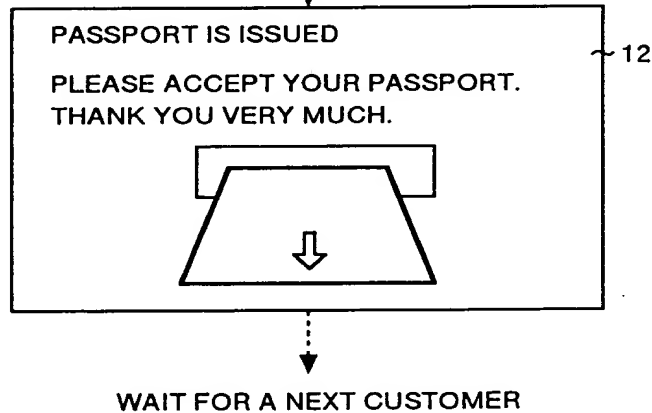 PASSPORT IS ISSUED
12
PLEASE ACCEPT YOUR PASSPORT.
THANK YOU VERY MUCH.
WAIT FOR A NEXT CUSTOMER